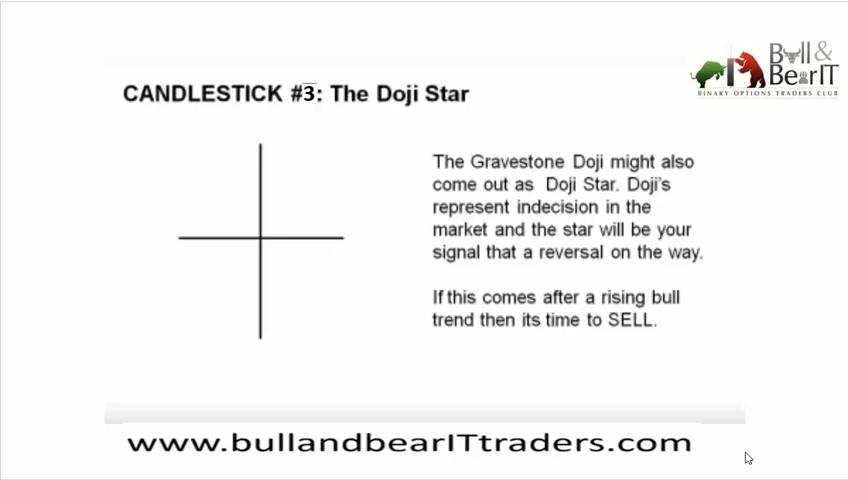 Bull &
BearIT
BINARY OPTIONS TRADERS CLUB
CANDLESTICK #3: The Doji Star
The Gravestone Doji might also
come out as Doji Star. Doji's
represent indecision in the
market and the star will be your
signal that a reversal on the way.
If this comes after a rising bull
trend then its time to SELL.
www.bullandbearITtraders.com